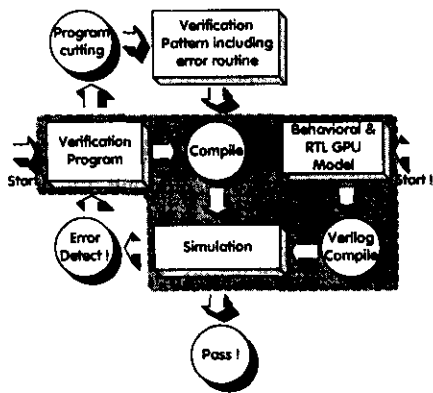 Program
cutting
Verification
Pattern including
error routine
Verification
Program
Compile
Behavioral &
RTL GPU
Model
Start!
Start !
Error
Detect !
Simulation
Verilog
Compile
Pass !